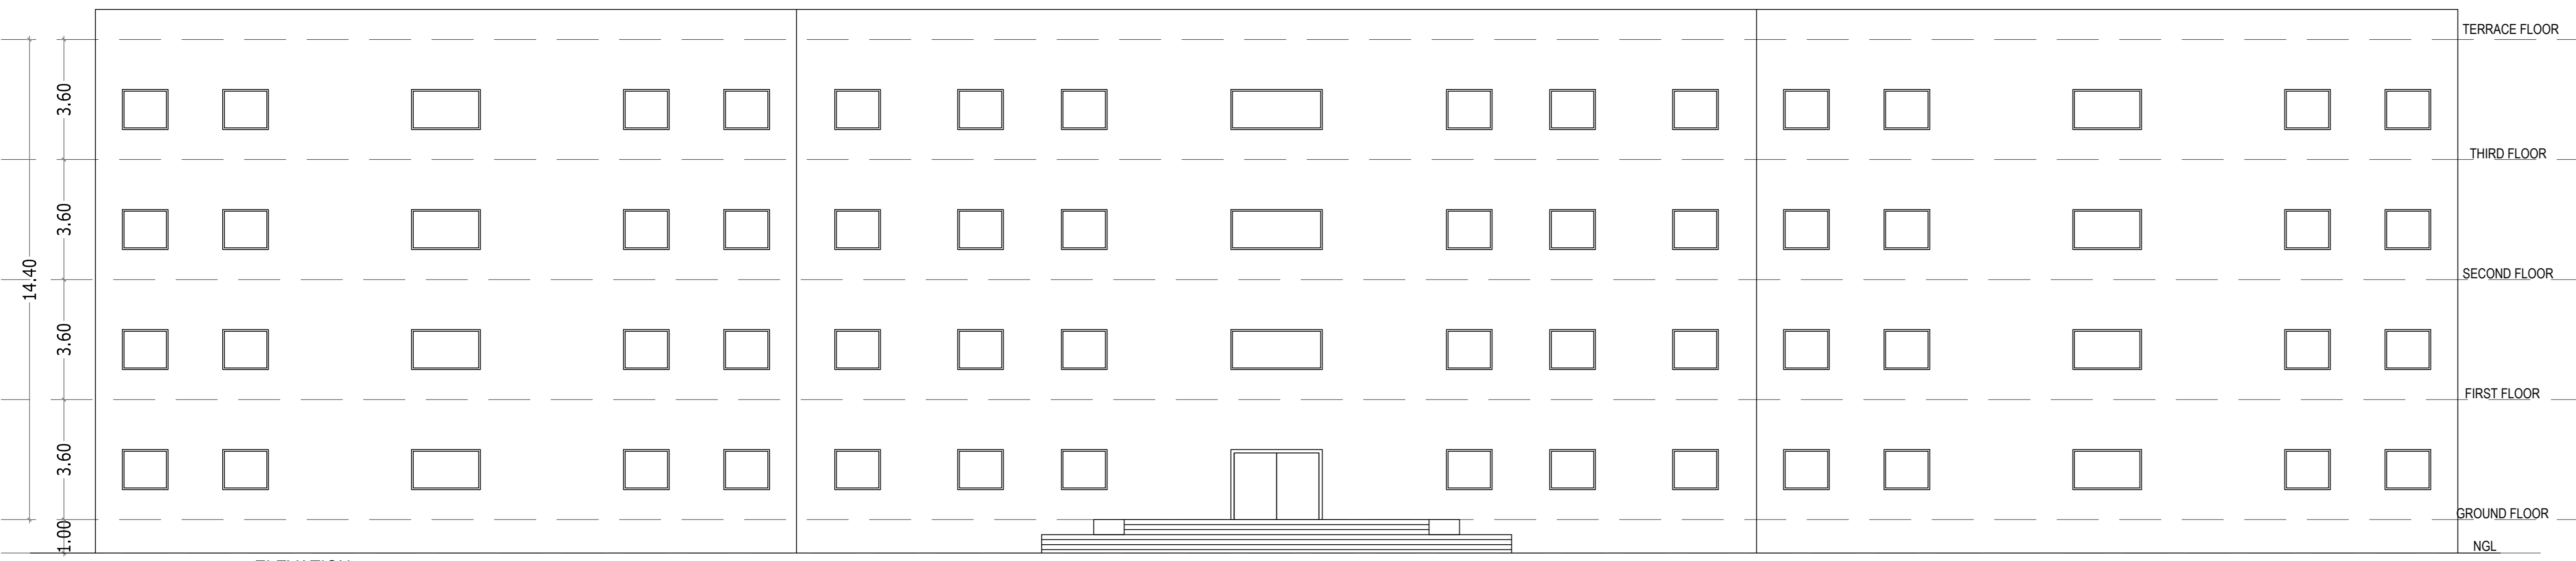 TERRACE FLOOR
3.60
THIRD FLOOR
3.60
SECOND FLOOR
14.40
3.60
FIRST FLOOR
3.60
GROUND FLOOR
1.00
NGL